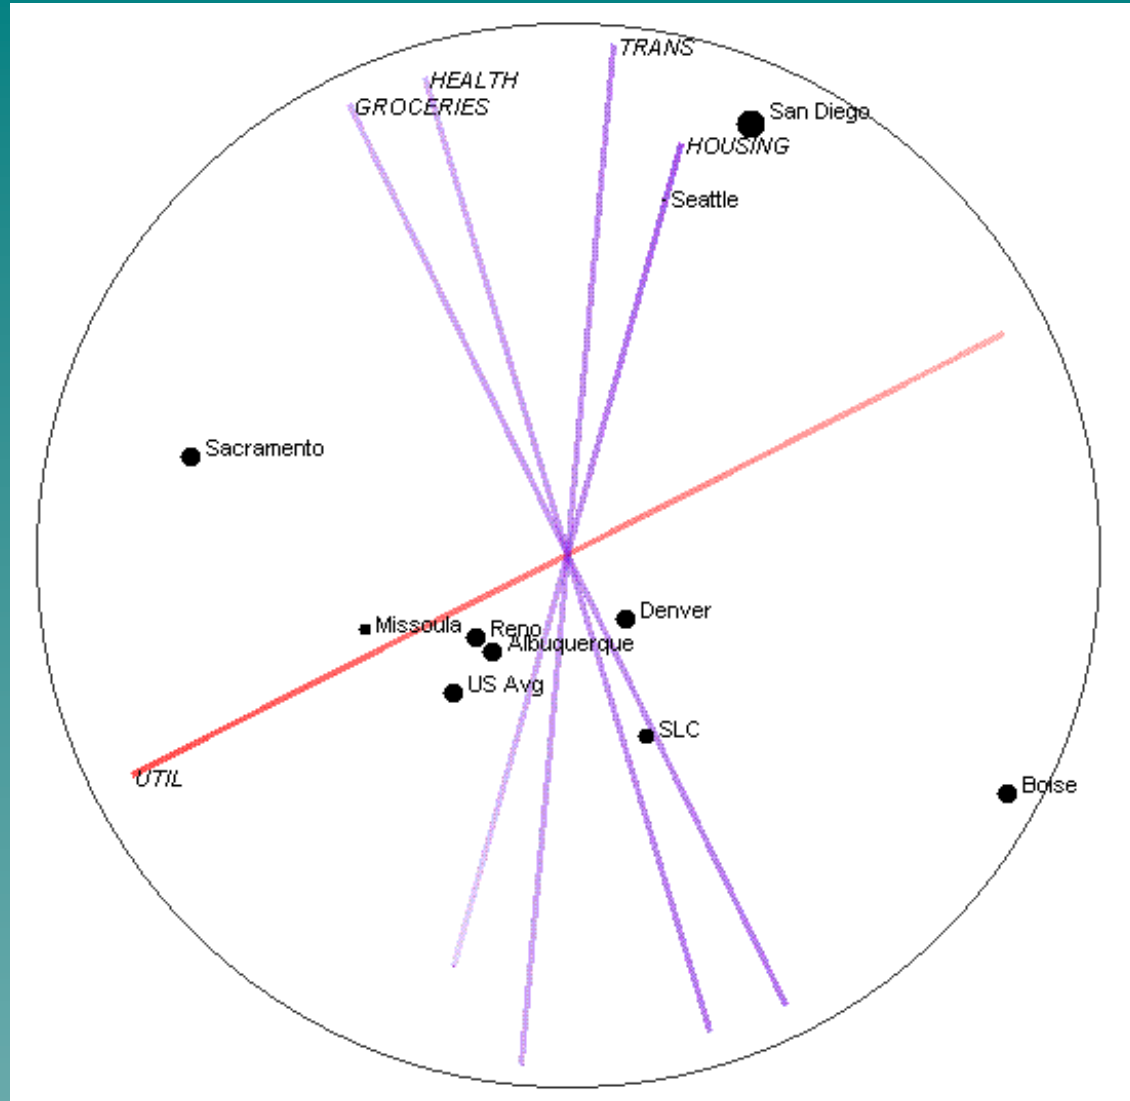 TRANS
HEALTH
GROCERIES
San Diego
HOUSING
Seattle
Sacramento
Denver
Missoula
Reno
Albuquerque
US Avg
SLC
UTIL
Boise